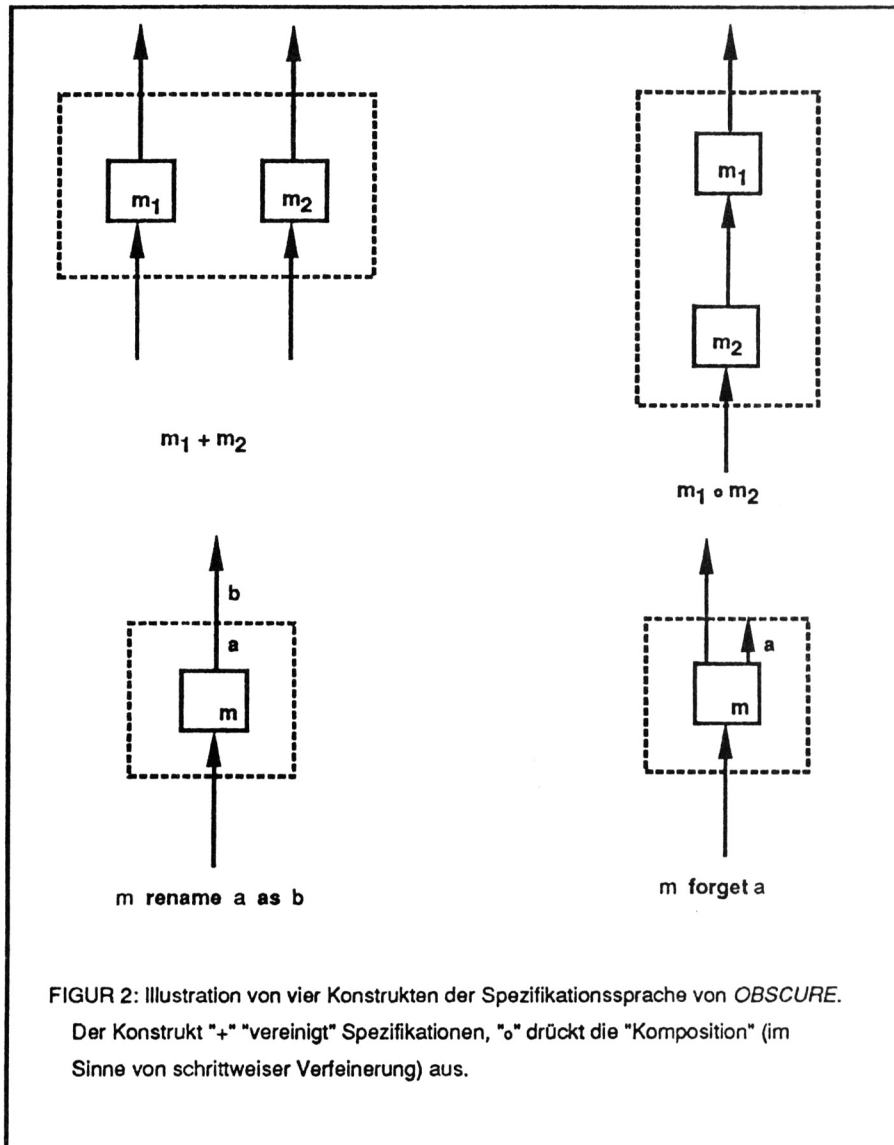 m1
m2
m1 + m2
m1
m2
m1 ∘ m2
b
a
m
m rename a as b
a
m
m forget a
FIGUR 2: Illustration von vier Konstrukten der Spezifikationssprache von OBSCURE.
Der Konstrukt "+" "vereinigt" Spezifikationen, "o" drückt die "Komposition" (im
Sinne von schrittweiser Verfeinerung) aus.